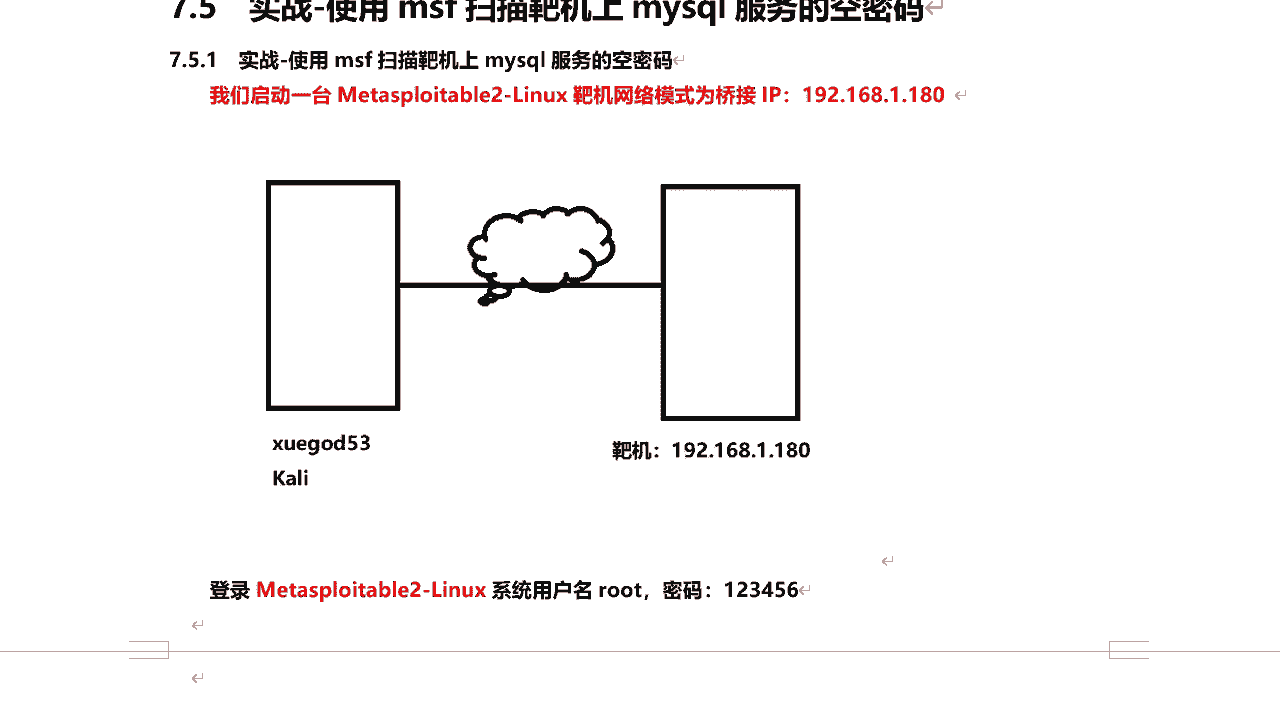 7.5 实战-使用 msf 扫描靶机上 mysql 服务的空密码
7.5.1 实战-使用 msf 扫描靶机上 mysql 服务的空密码
我们启动一台 Metasploitable2-Linux 靶机网络模式为桥接 IP：192.168.1.180
xuegod53
Kali
靶机：192.168.1.180
登录 Metasploitable2-Linux 系统用户名 root，密码：123456